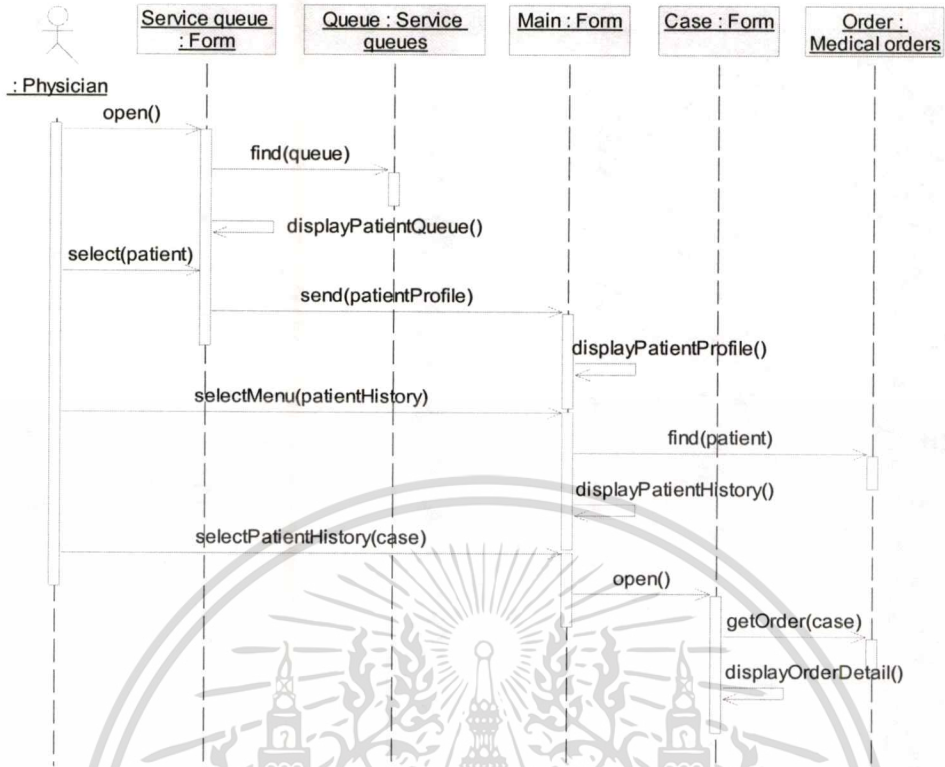 Service queue
: Form
Queue : Service
queues
Main : Form
Case : Form
Order :
Medical orders
: Physician
open()
find(queue)
displayPatientQueue()
select(patient)
send(patientProfile)
displayPatientProfile()
selectMenu(patientHistory)
find(patient)
displayPatientHistory()
selectPatientHistory(case)
open()
getOrder(case)
displayOrderDetail()